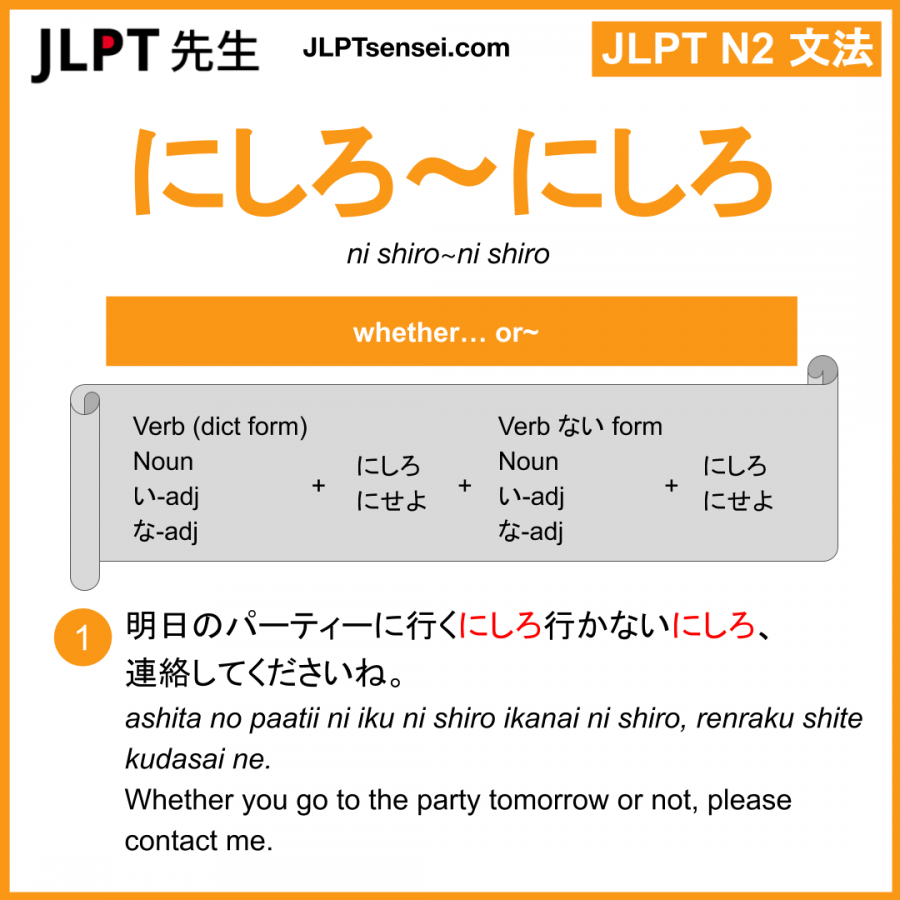 JLPT 先生
JLPTsensei.com
JLPT N2 文法
にしろ～にしろ
ni shiro~ni shiro
whether… or~
Verb (dict form)
Noun
い-adj
な-adj
+
にしろ
にせよ
+
Verb ない form
Noun
い-adj
な-adj
+
にしろ
にせよ
1
明日のパーティーに行くにしろ行かないにしろ、
連絡してくださいね。
ashita no paatii ni iku ni shiro ikanai ni shiro, renraku shite
kudasai ne.
Whether you go to the party tomorrow or not, please
contact me.